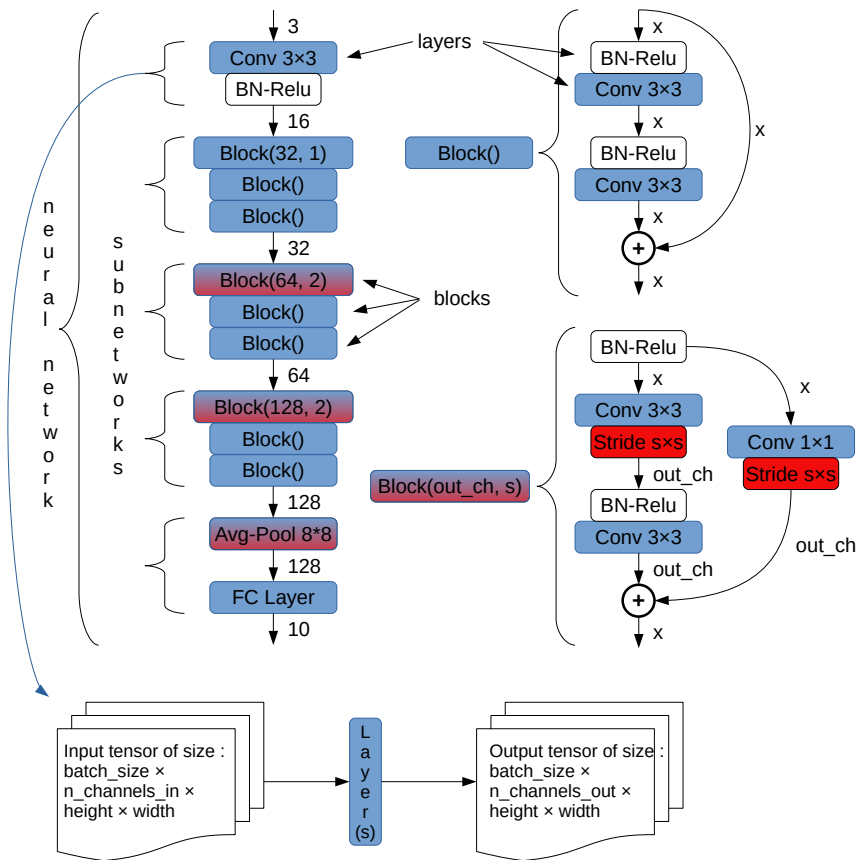 neural network
subnetworks
3
Conv 3×3
BN-Relu
16
Block(32, 1)
Block()
Block()
32
Block(64, 2)
Block()
Block()
64
Block(128, 2)
Block()
Block()
128
Avg-Pool 8*8
128
FC Layer
10
layers
blocks
Block()
x
BN-Relu
Conv 3×3
x
x
BN-Relu
Conv 3×3
x
+
x
Block(out_ch, s)
BN-Relu
x
x
Conv 3×3
Stride s×s
Conv 1×1
Stride s×s
out_ch
BN-Relu
Conv 3×3
out_ch
out_ch
+
x
Input tensor of size :
batch_size ×
n_channels_in ×
height × width
Layer(s)
Output tensor of size :
batch_size ×
n_channels_out ×
height × width